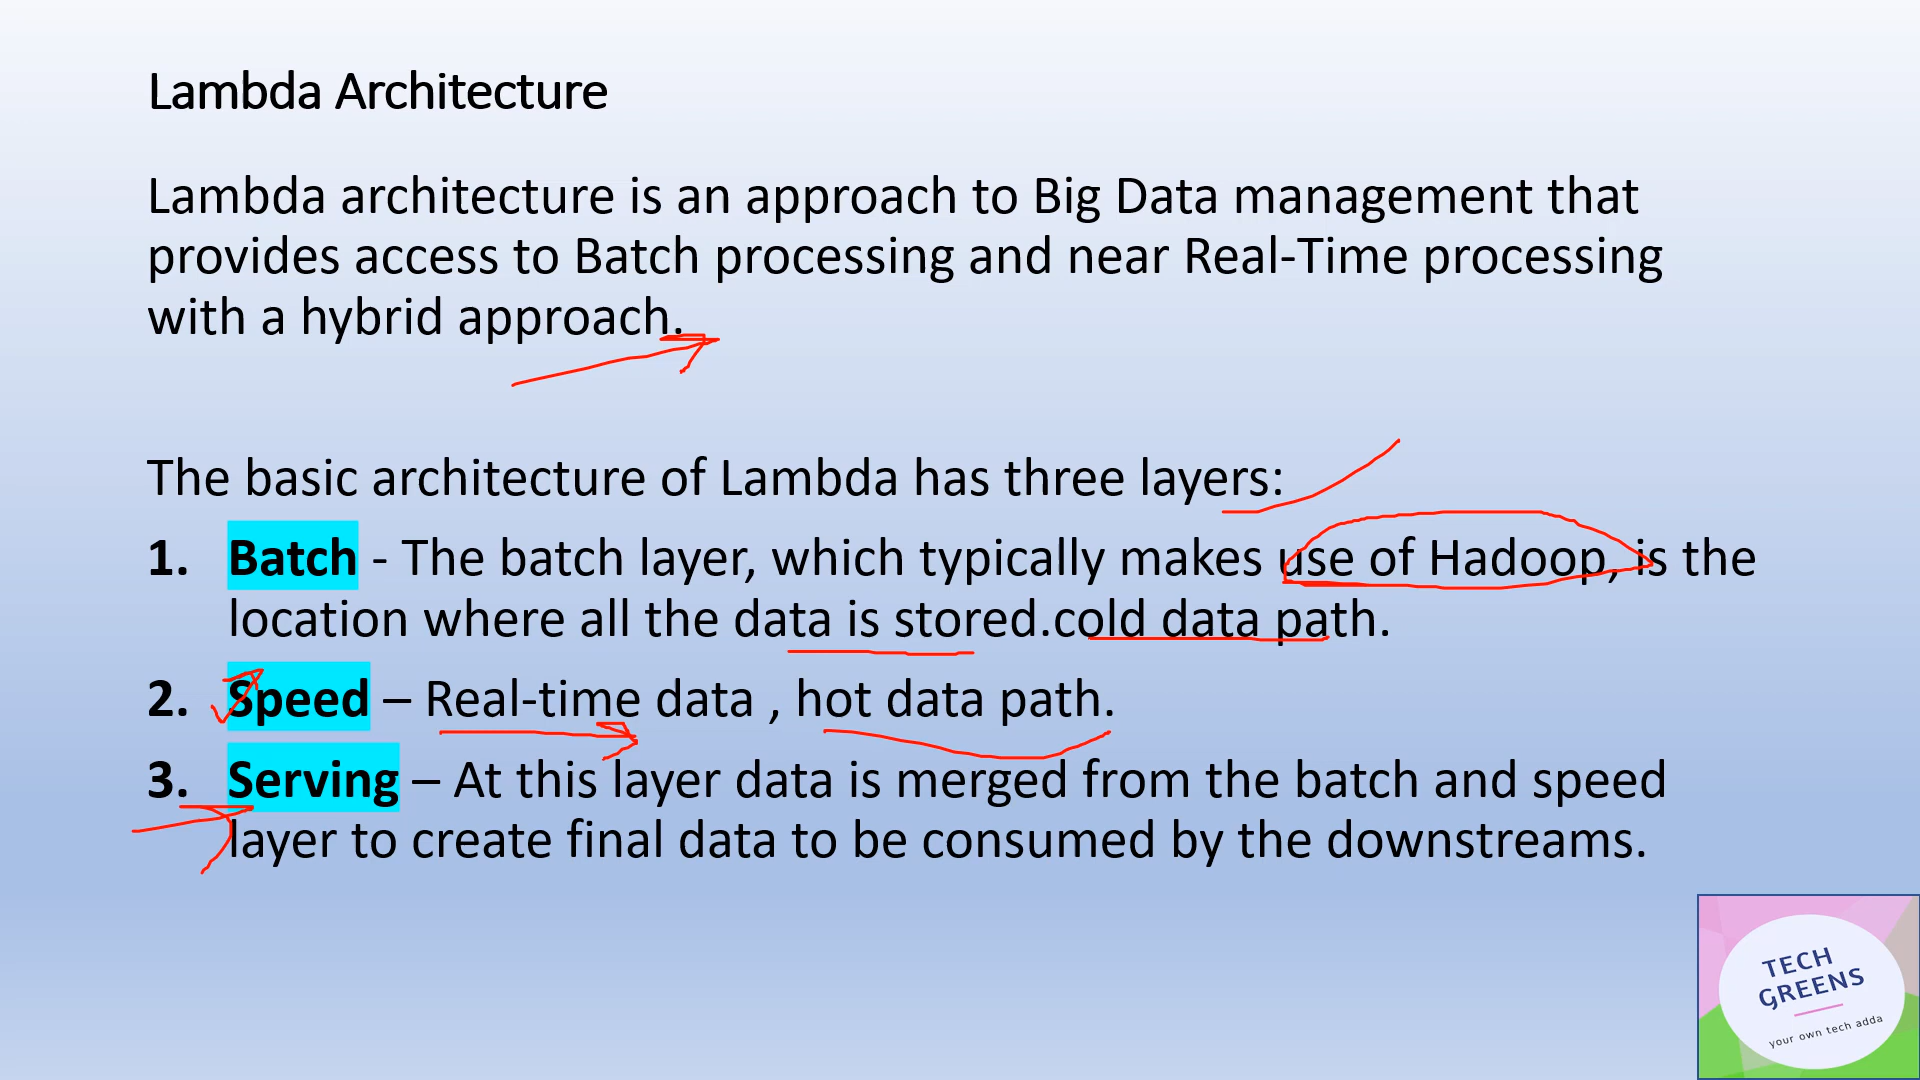 Lambda Architecture
Lambda architecture is an approach to Big Data management that
provides access to Batch processing and near Real-Time processing
with a hybrid approach.
The basic architecture of Lambda has three layers:
1. Batch - The batch layer, which typically makes use of Hadoop, is the
location where all the data is stored.cold data path.
2. Speed – Real-time data , hot data path.
3. Serving – At this layer data is merged from the batch and speed
layer to create final data to be consumed by the downstreams.
TECH
GREENS
your own tech adda